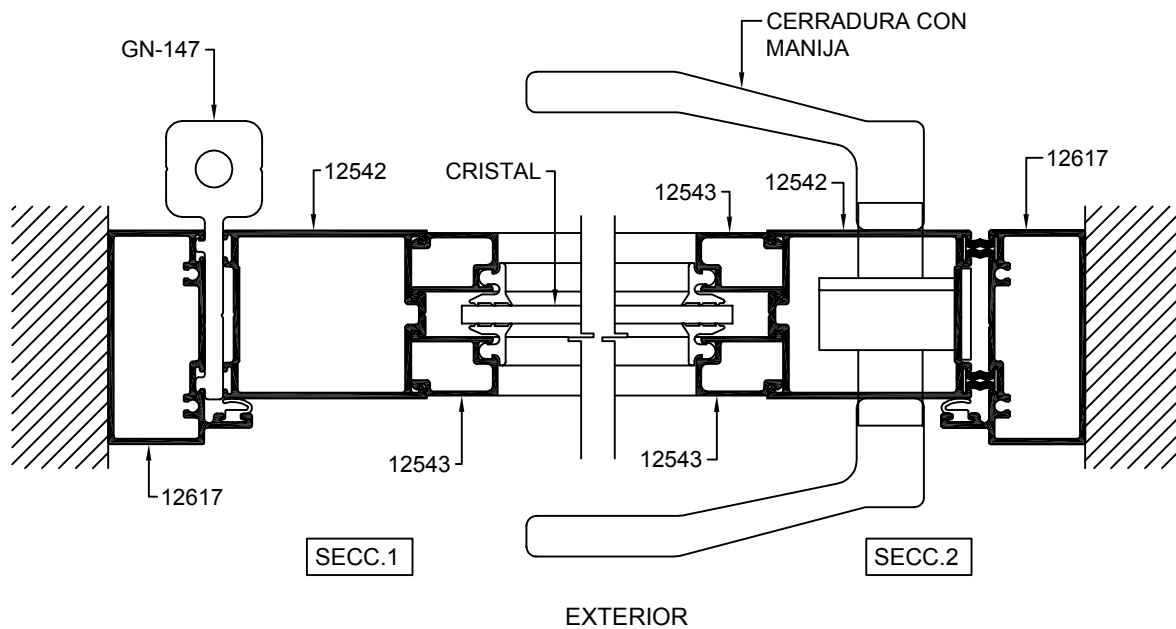 CERRADURA CON
MANIJA
GN-147
12542
CRISTAL
12543
12542
12617
12543
12543
12617
SECC.1
SECC.2
EXTERIOR